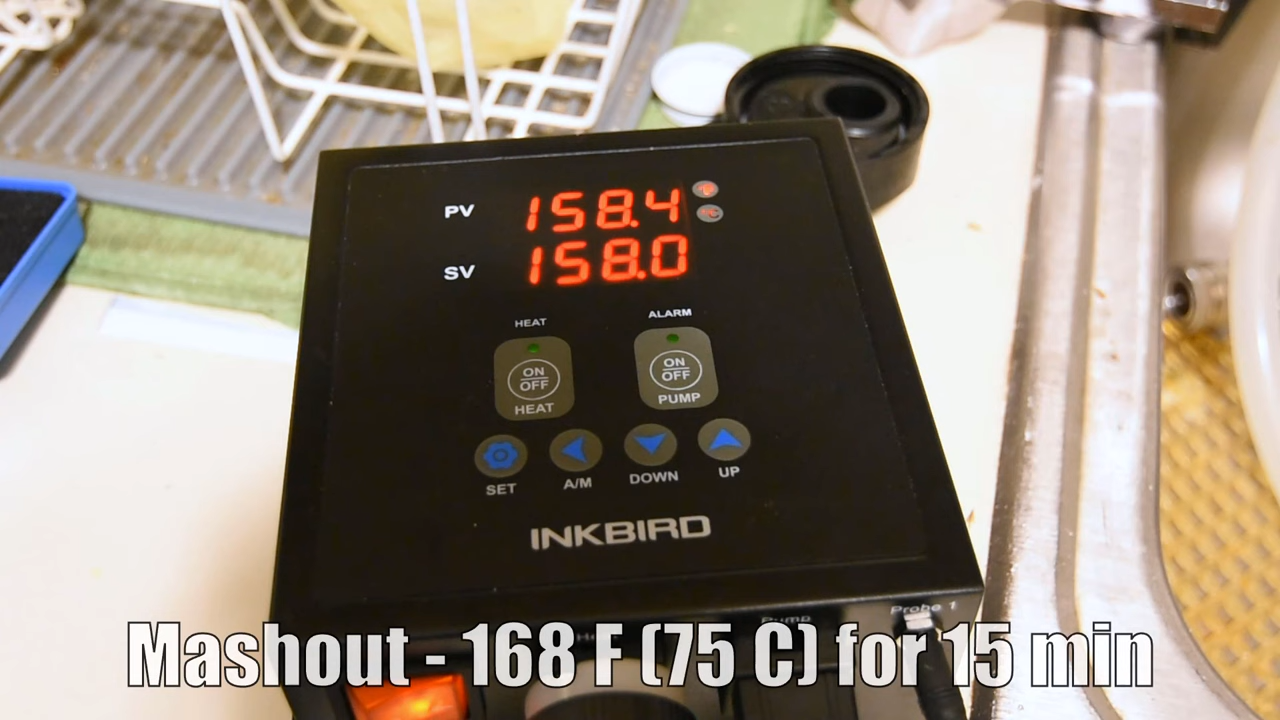 PV 158.4
SV 158.0
HEAT ALARM
ON ON
OFF OFF
HEAT PUMP
SET A/M DOWN UP
INKBIRD
Probe 1
Pump
Mashout - 168 F (75 C) for 15 min